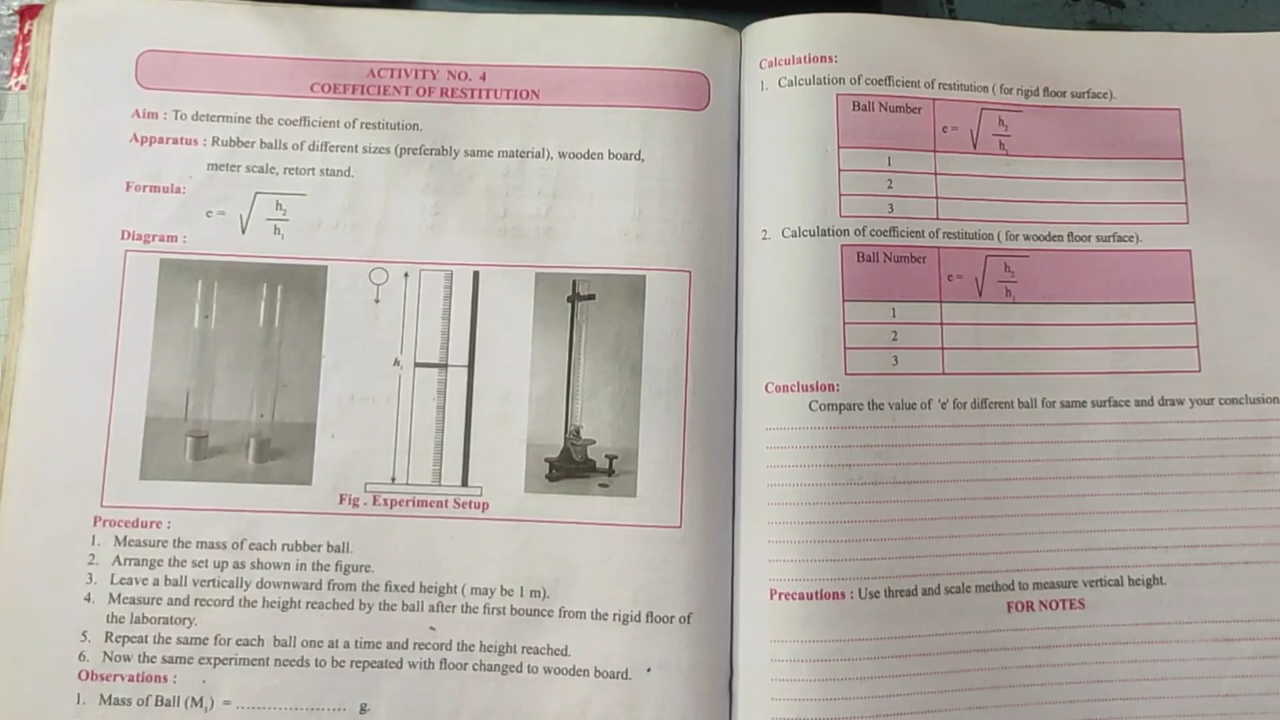 ACTIVITY NO. 4
COEFFICIENT OF RESTITUTION
Aim : To determine the coefficient of restitution.
Apparatus : Rubber balls of different sizes (preferably same material), wooden board,
meter scale, retort stand.
Formula:
e = √(h₂/h₁)
Diagram :
h₁
Fig . Experiment Setup
Procedure :
1. Measure the mass of each rubber ball.
2. Arrange the set up as shown in the figure.
3. Leave a ball vertically downward from the fixed height ( may be 1 m).
4. Measure and record the height reached by the ball after the first bounce from the rigid floor of
the laboratory.
5. Repeat the same for each ball one at a time and record the height reached.
6. Now the same experiment needs to be repeated with floor changed to wooden board.
Observations :
1. Mass of Ball (M₁) = ..................... g.
Calculations:
1. Calculation of coefficient of restitution ( for rigid floor surface).
Ball Number e = √(h₂/h₁)
1
2
3
2. Calculation of coefficient of restitution ( for wooden floor surface).
Ball Number e = √(h₂/h₁)
1
2
3
Conclusion:
Compare the value of 'e' for different ball for same surface and draw your conclusion
Precautions : Use thread and scale method to measure vertical height.
FOR NOTES